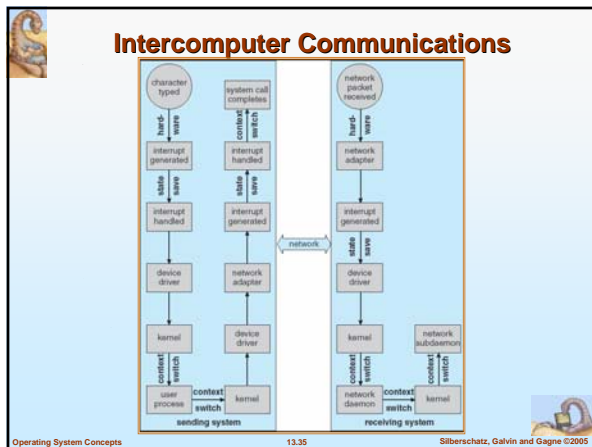 Intercomputer Communications
character
typed
hard-
ware
interrupt
generated
state
save
interrupt
handled
device
driver
kernel
context
switch
user
process
context
switch
kernel
device
driver
network
adapter
interrupt
generated
state
save
interrupt
handled
context
switch
system call
completes
sending system
network
network
packet
received
hard-
ware
network
adapter
interrupt
generated
state
save
device
driver
kernel
context
switch
network
daemon
context
switch
kernel
context
switch
network
subdaemon
receiving system
Operating System Concepts
13.35
Silberschatz, Galvin and Gagne ©2005